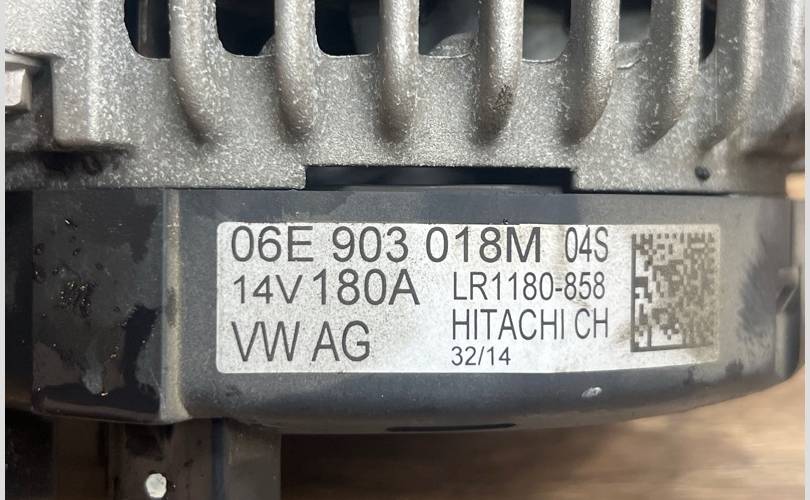 06E 903 018M 04S
14V 180A LR1180-858
VW AG HITACHI CH
32/14